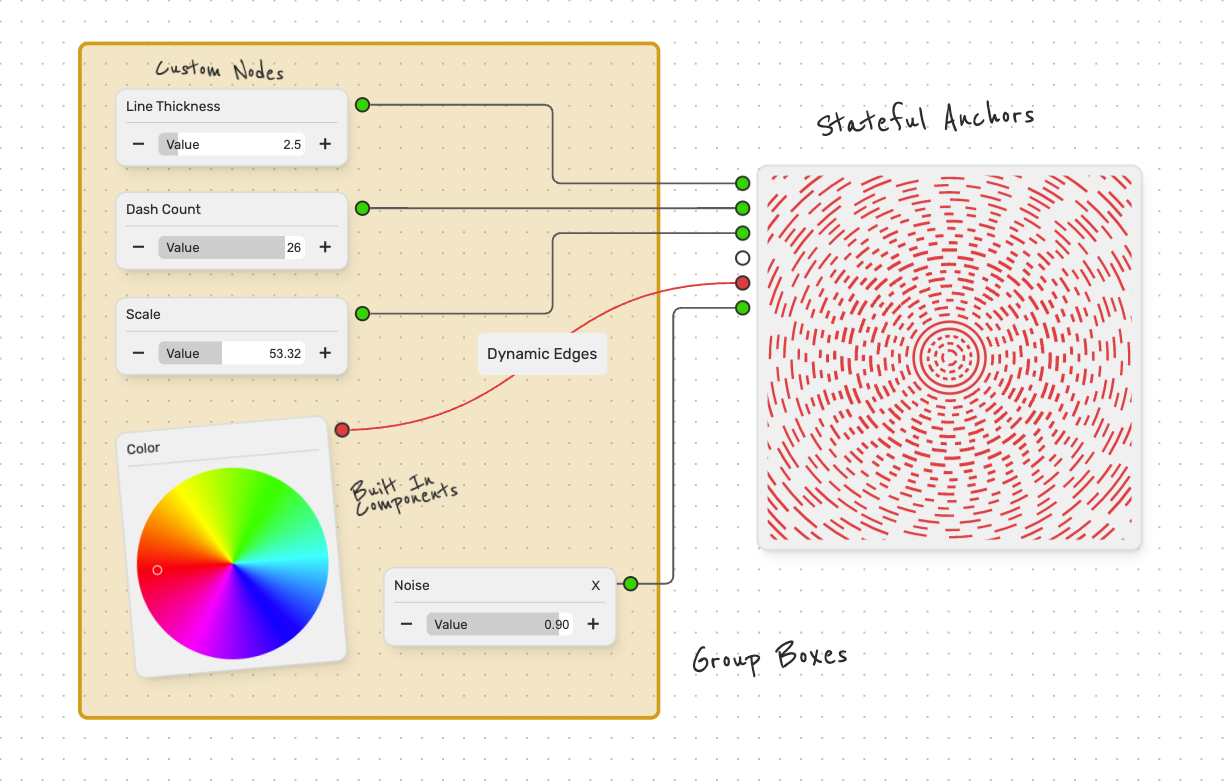 Custom Nodes
Line Thickness
− Value 2.5 +
Dash Count
− Value 26 +
Scale
− Value 53.32 +
Color
Built In
Components
Noise X
− Value 0.90 +
Dynamic Edges
Stateful Anchors
Group Boxes